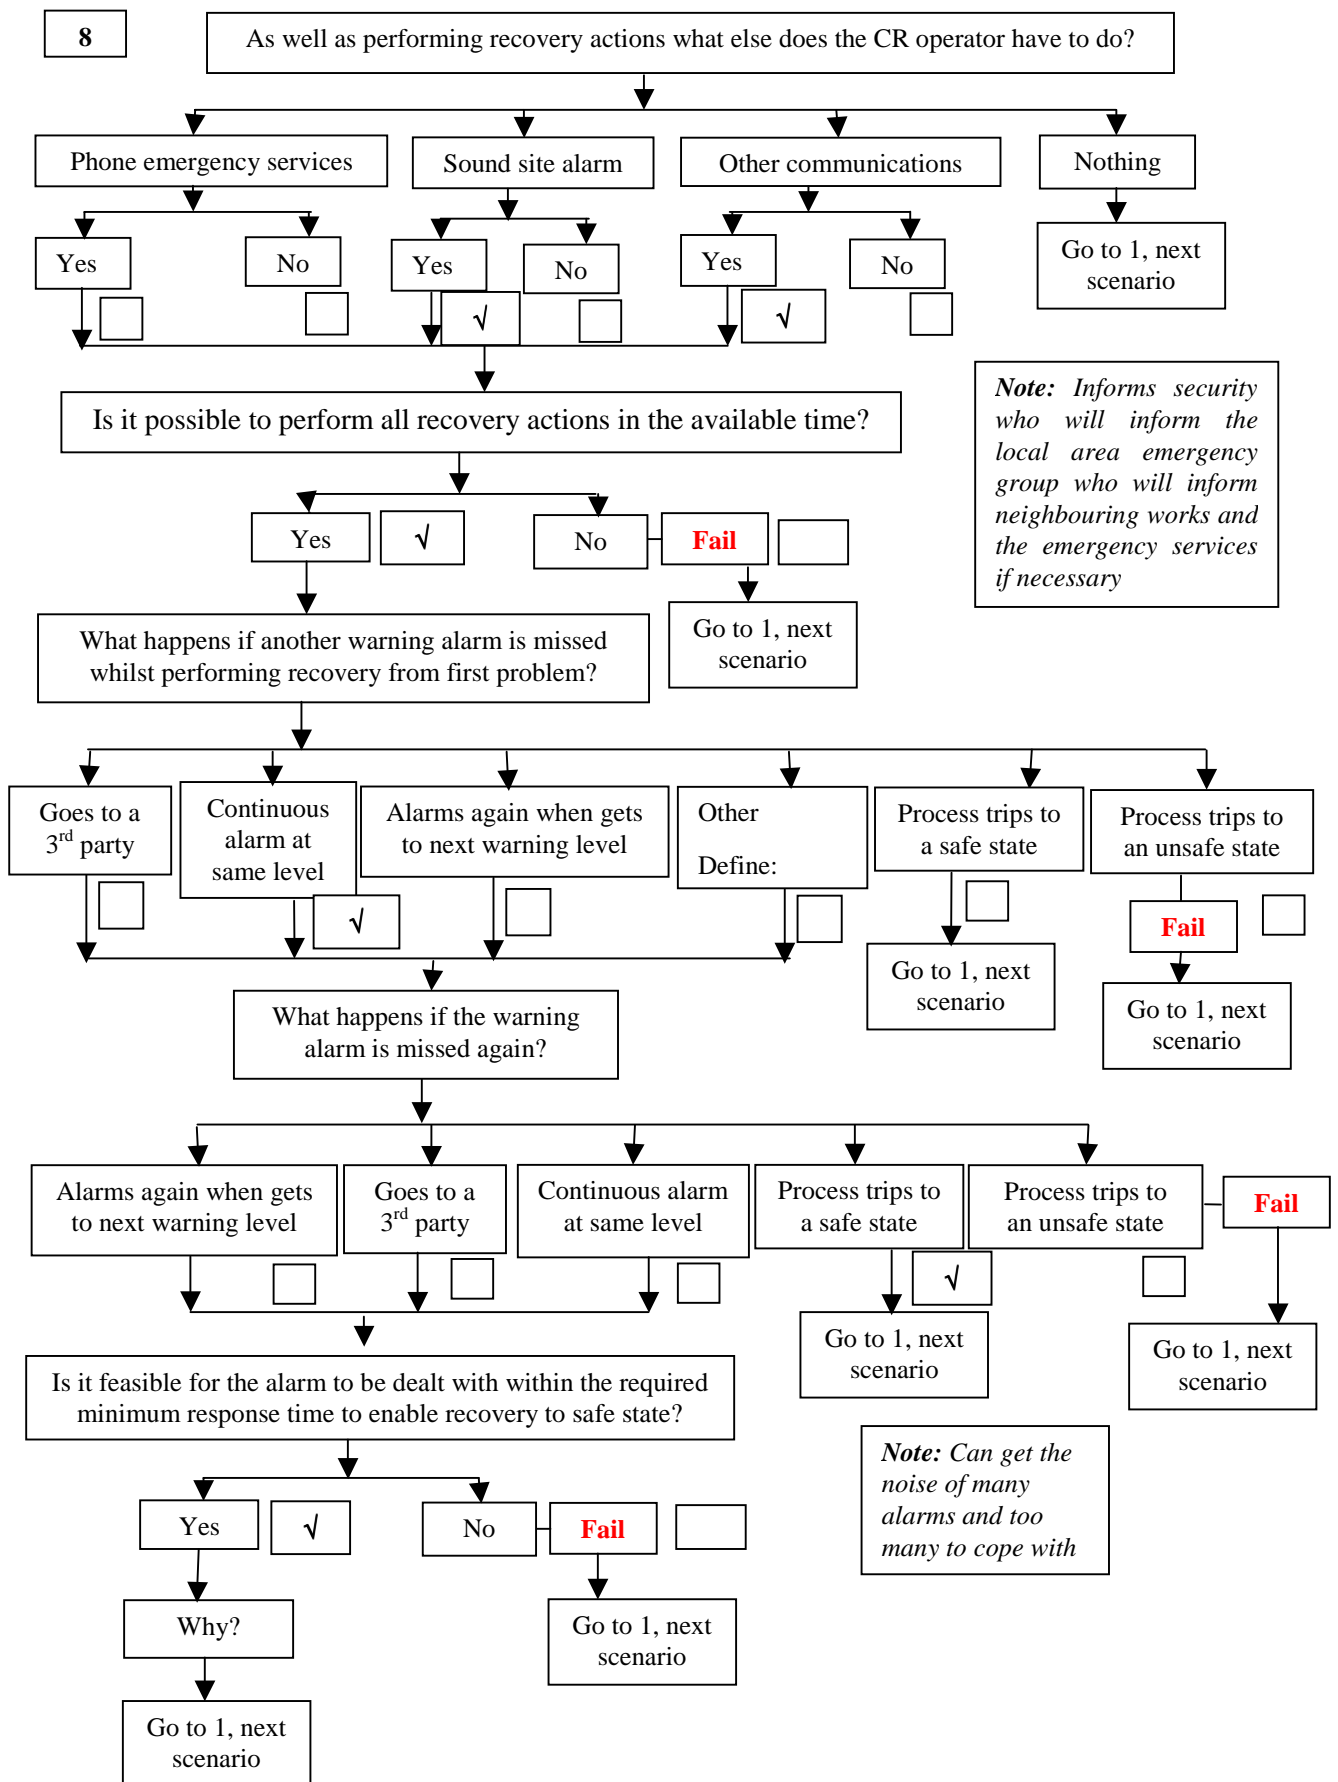 8
As well as performing recovery actions what else does the CR operator have to do?
Phone emergency services
Sound site alarm
Other communications
Nothing
Yes
No
Yes
No
Yes
No
Go to 1, next
scenario
√
√
Is it possible to perform all recovery actions in the available time?
Note: Informs security
who will inform the
local area emergency
group who will inform
neighbouring works and
the emergency services
if necessary
Yes
√
No
Fail
Go to 1, next
scenario
What happens if another warning alarm is missed
whilst performing recovery from first problem?
Goes to a
3rd party
Continuous
alarm at
same level
√
Alarms again when gets
to next warning level
Other
Define:
Process trips to
a safe state
Process trips to
an unsafe state
Fail
Go to 1, next
scenario
Go to 1, next
scenario
What happens if the warning
alarm is missed again?
Alarms again when gets
to next warning level
Goes to a
3rd party
Continuous alarm
at same level
Process trips to
a safe state
Process trips to
an unsafe state
Fail
√
Go to 1, next
scenario
Go to 1, next
scenario
Is it feasible for the alarm to be dealt with within the required
minimum response time to enable recovery to safe state?
Note: Can get the
noise of many
alarms and too
many to cope with
Yes
√
No
Fail
Why?
Go to 1, next
scenario
Go to 1, next
scenario